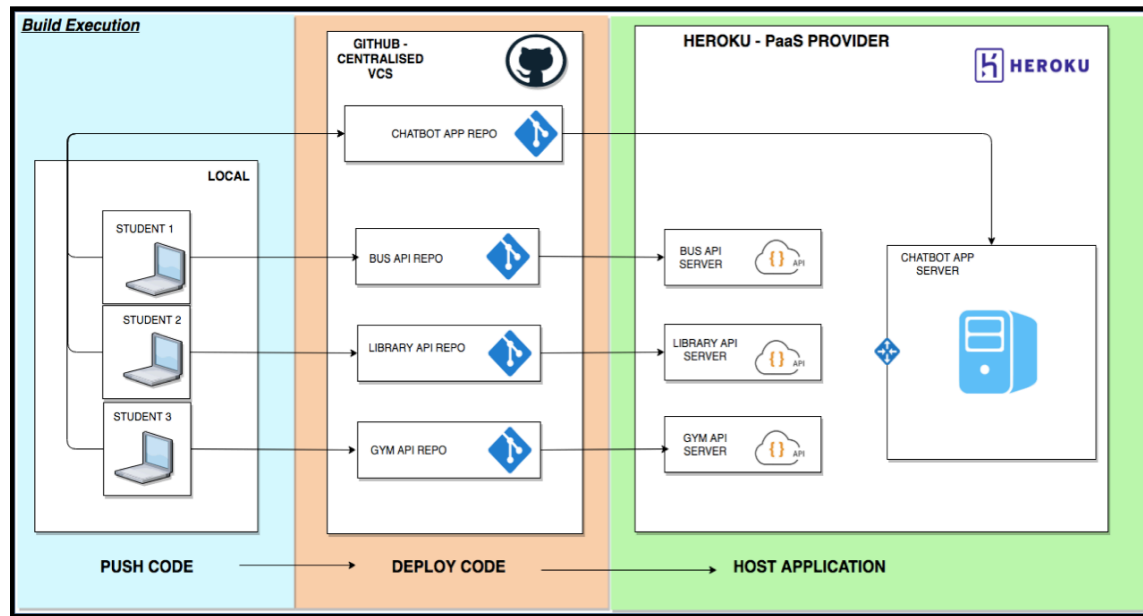 Build Execution
GITHUB -
CENTRALISED
VCS
HEROKU - PaaS PROVIDER
HEROKU
CHATBOT APP REPO
LOCAL
STUDENT 1
BUS API REPO
BUS API
SERVER
{ } API
CHATBOT APP
SERVER
STUDENT 2
LIBRARY API REPO
LIBRARY API
SERVER
{ } API
STUDENT 3
GYM API REPO
GYM API
SERVER
{ } API
PUSH CODE
DEPLOY CODE
HOST APPLICATION